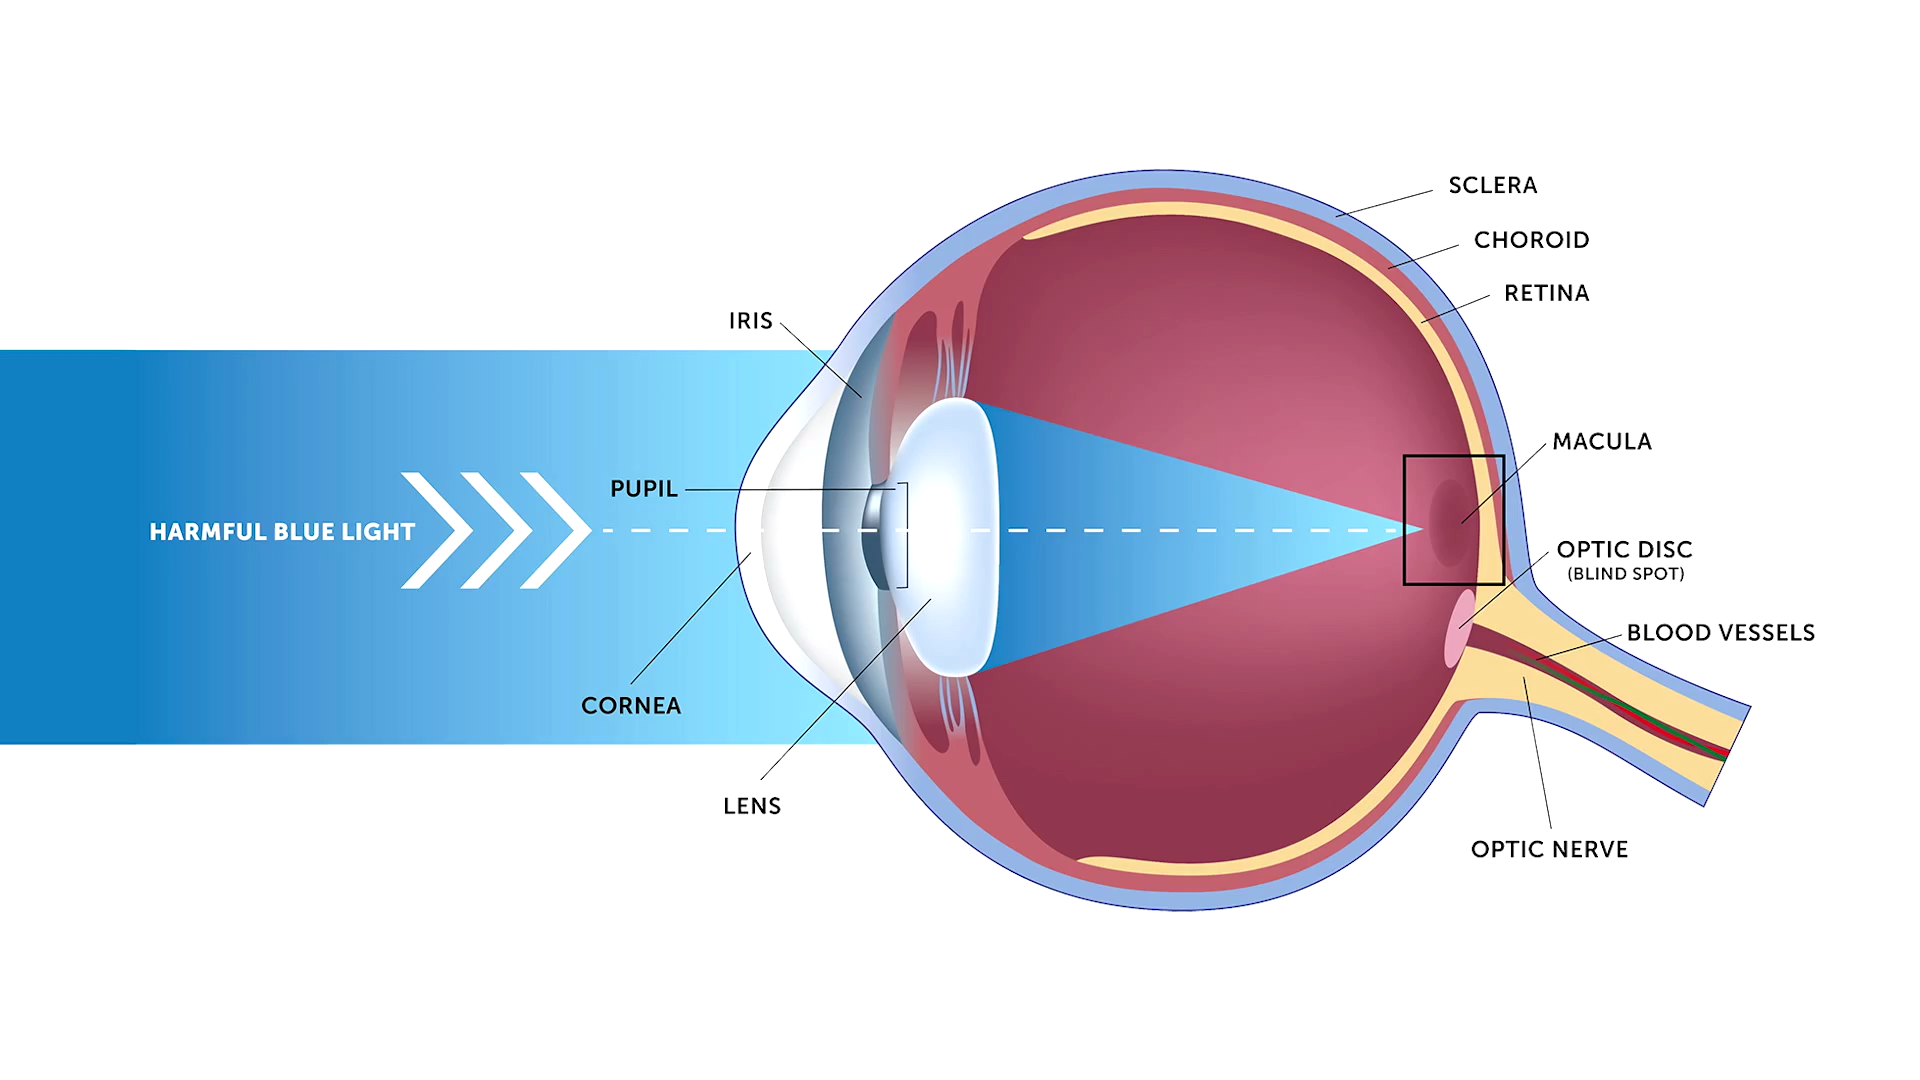 SCLERA
CHOROID
RETINA
IRIS
MACULA
PUPIL
HARMFUL BLUE LIGHT
OPTIC DISC
(BLIND SPOT)
BLOOD VESSELS
CORNEA
LENS
OPTIC NERVE